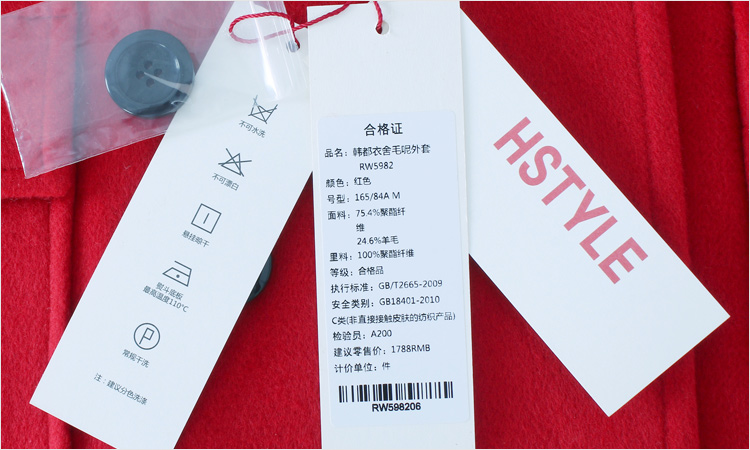 不可水洗
不可漂白
悬挂晾干
熨斗底板
最高温度110℃
P
常规干洗
注：建议分色洗涤
合格证
品名：韩都衣舍毛呢外套
RW5982
颜色：红色
号型：165/84A M
面料：75.4%聚酯纤
维
24.6%羊毛
里料：100%聚酯纤维
等级：合格品
执行标准：GB/T2665-2009
安全类别：GB18401-2010
C类(非直接接触皮肤的纺织产品)
检验员：A200
建议零售价：1788RMB
计价单位：件
RW598206
HSTYLE